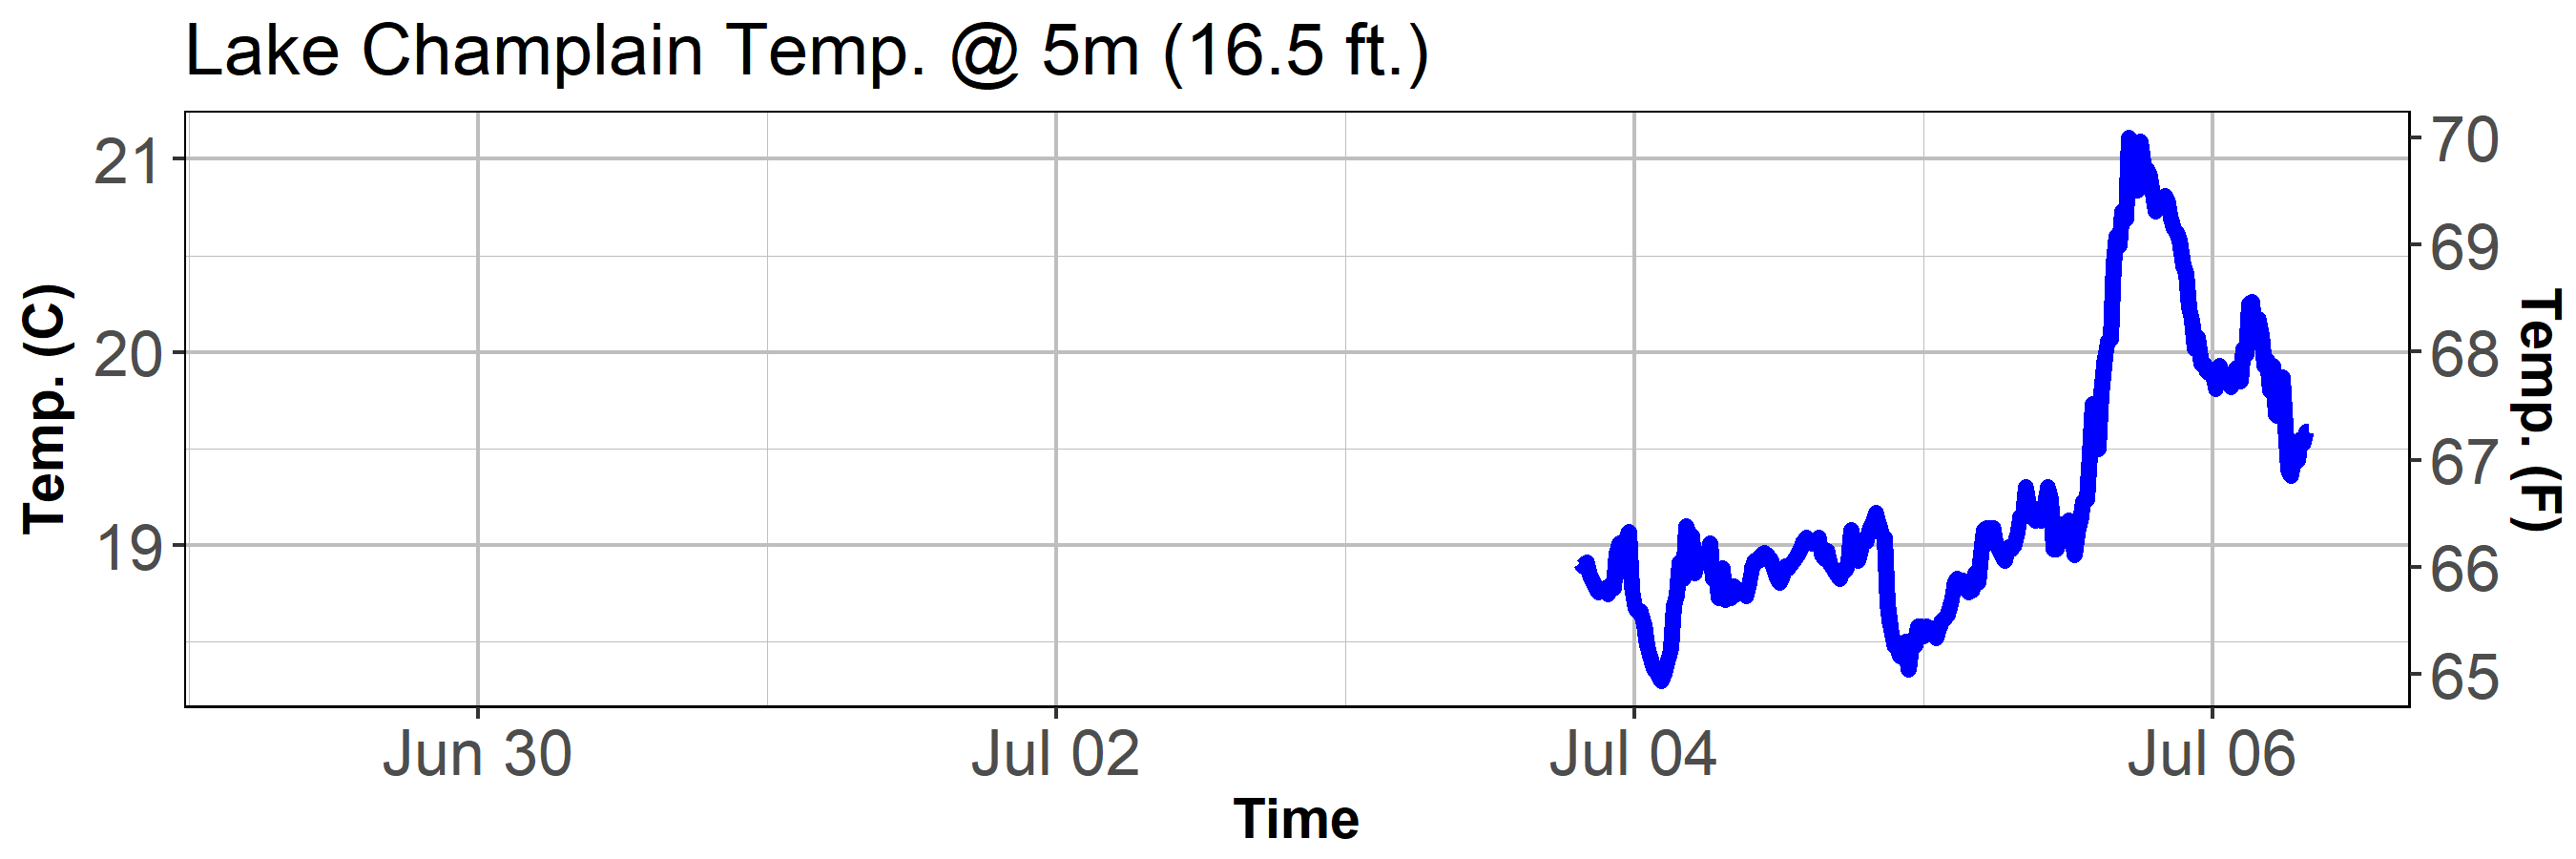 Lake Champlain Temp. @ 5m (16.5 ft.)
Temp. (C)
21
20
19
70
69
68
67
66
65
Temp. (F)
Jun 30
Jul 02
Jul 04
Jul 06
Time